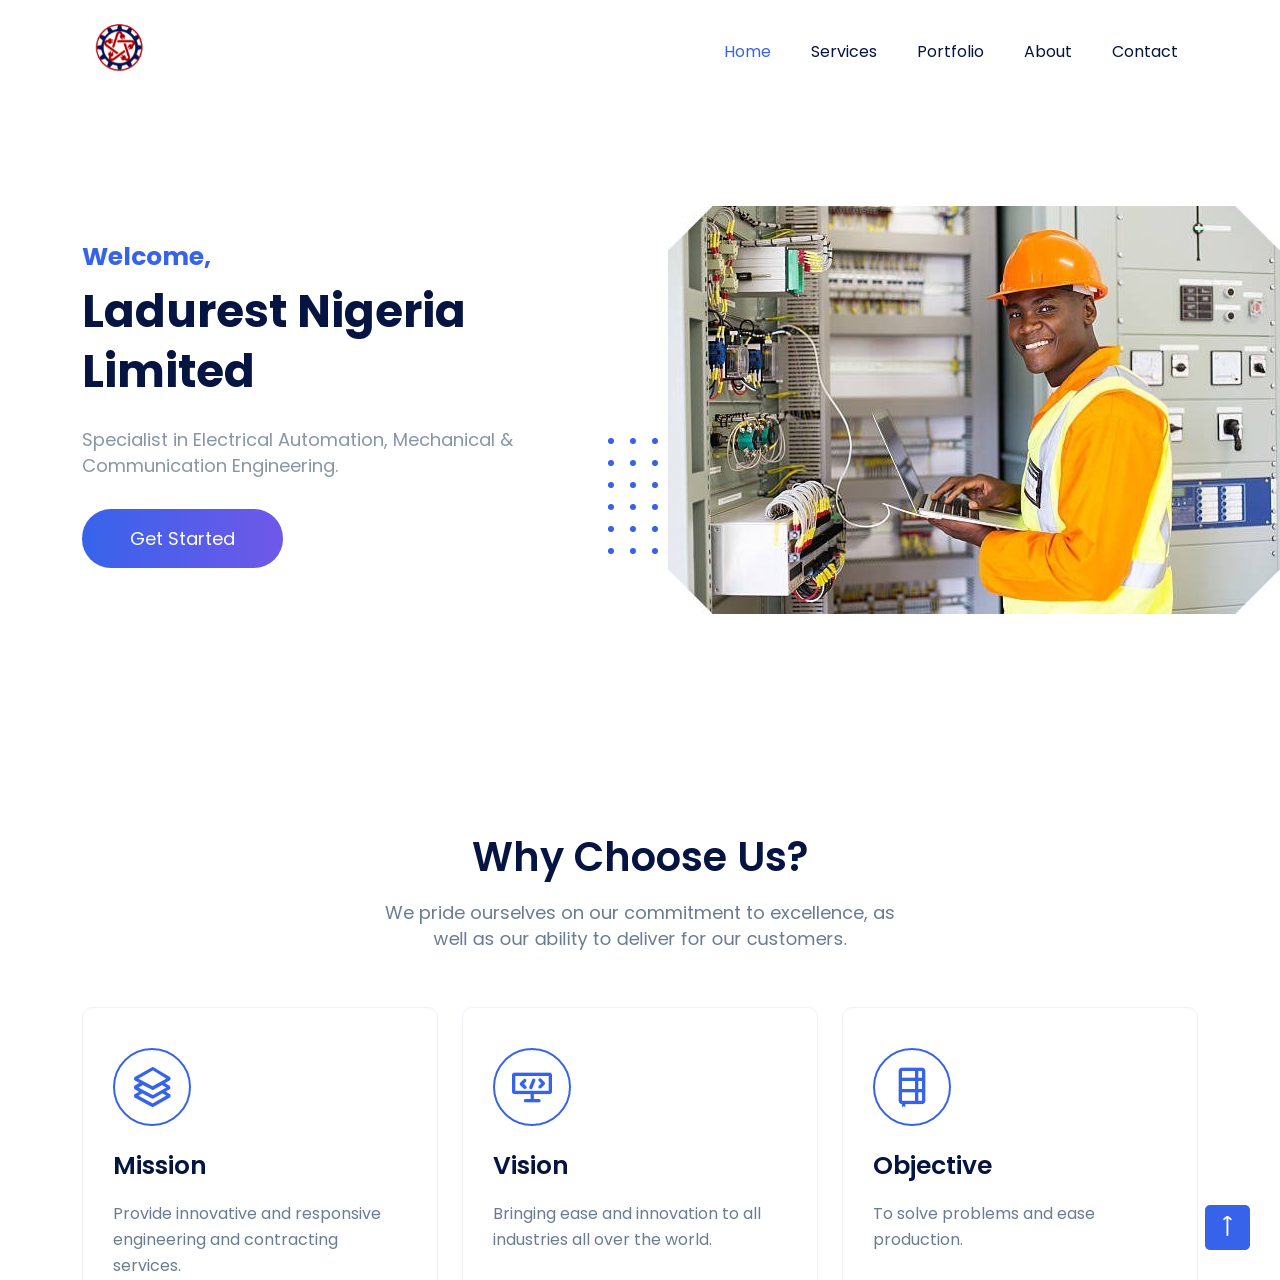 Home Services Portfolio About Contact
Welcome,
Ladurest Nigeria
Limited
Specialist in Electrical Automation, Mechanical &
Communication Engineering.
Get Started
Why Choose Us?
We pride ourselves on our commitment to excellence, as
well as our ability to deliver for our customers.
Mission
Provide innovative and responsive
engineering and contracting
services.
Vision
Bringing ease and innovation to all
industries all over the world.
Objective
To solve problems and ease
production.